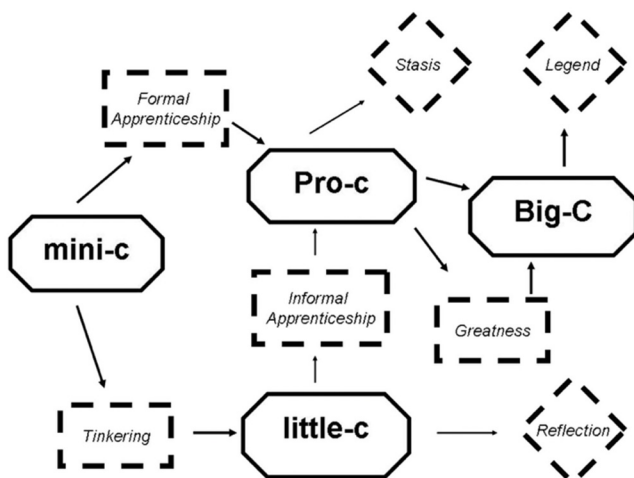 Stasis
Legend
Formal
Apprenticeship
Pro-c
Big-C
mini-c
Informal
Apprenticeship
Greatness
Tinkering
little-c
Reflection